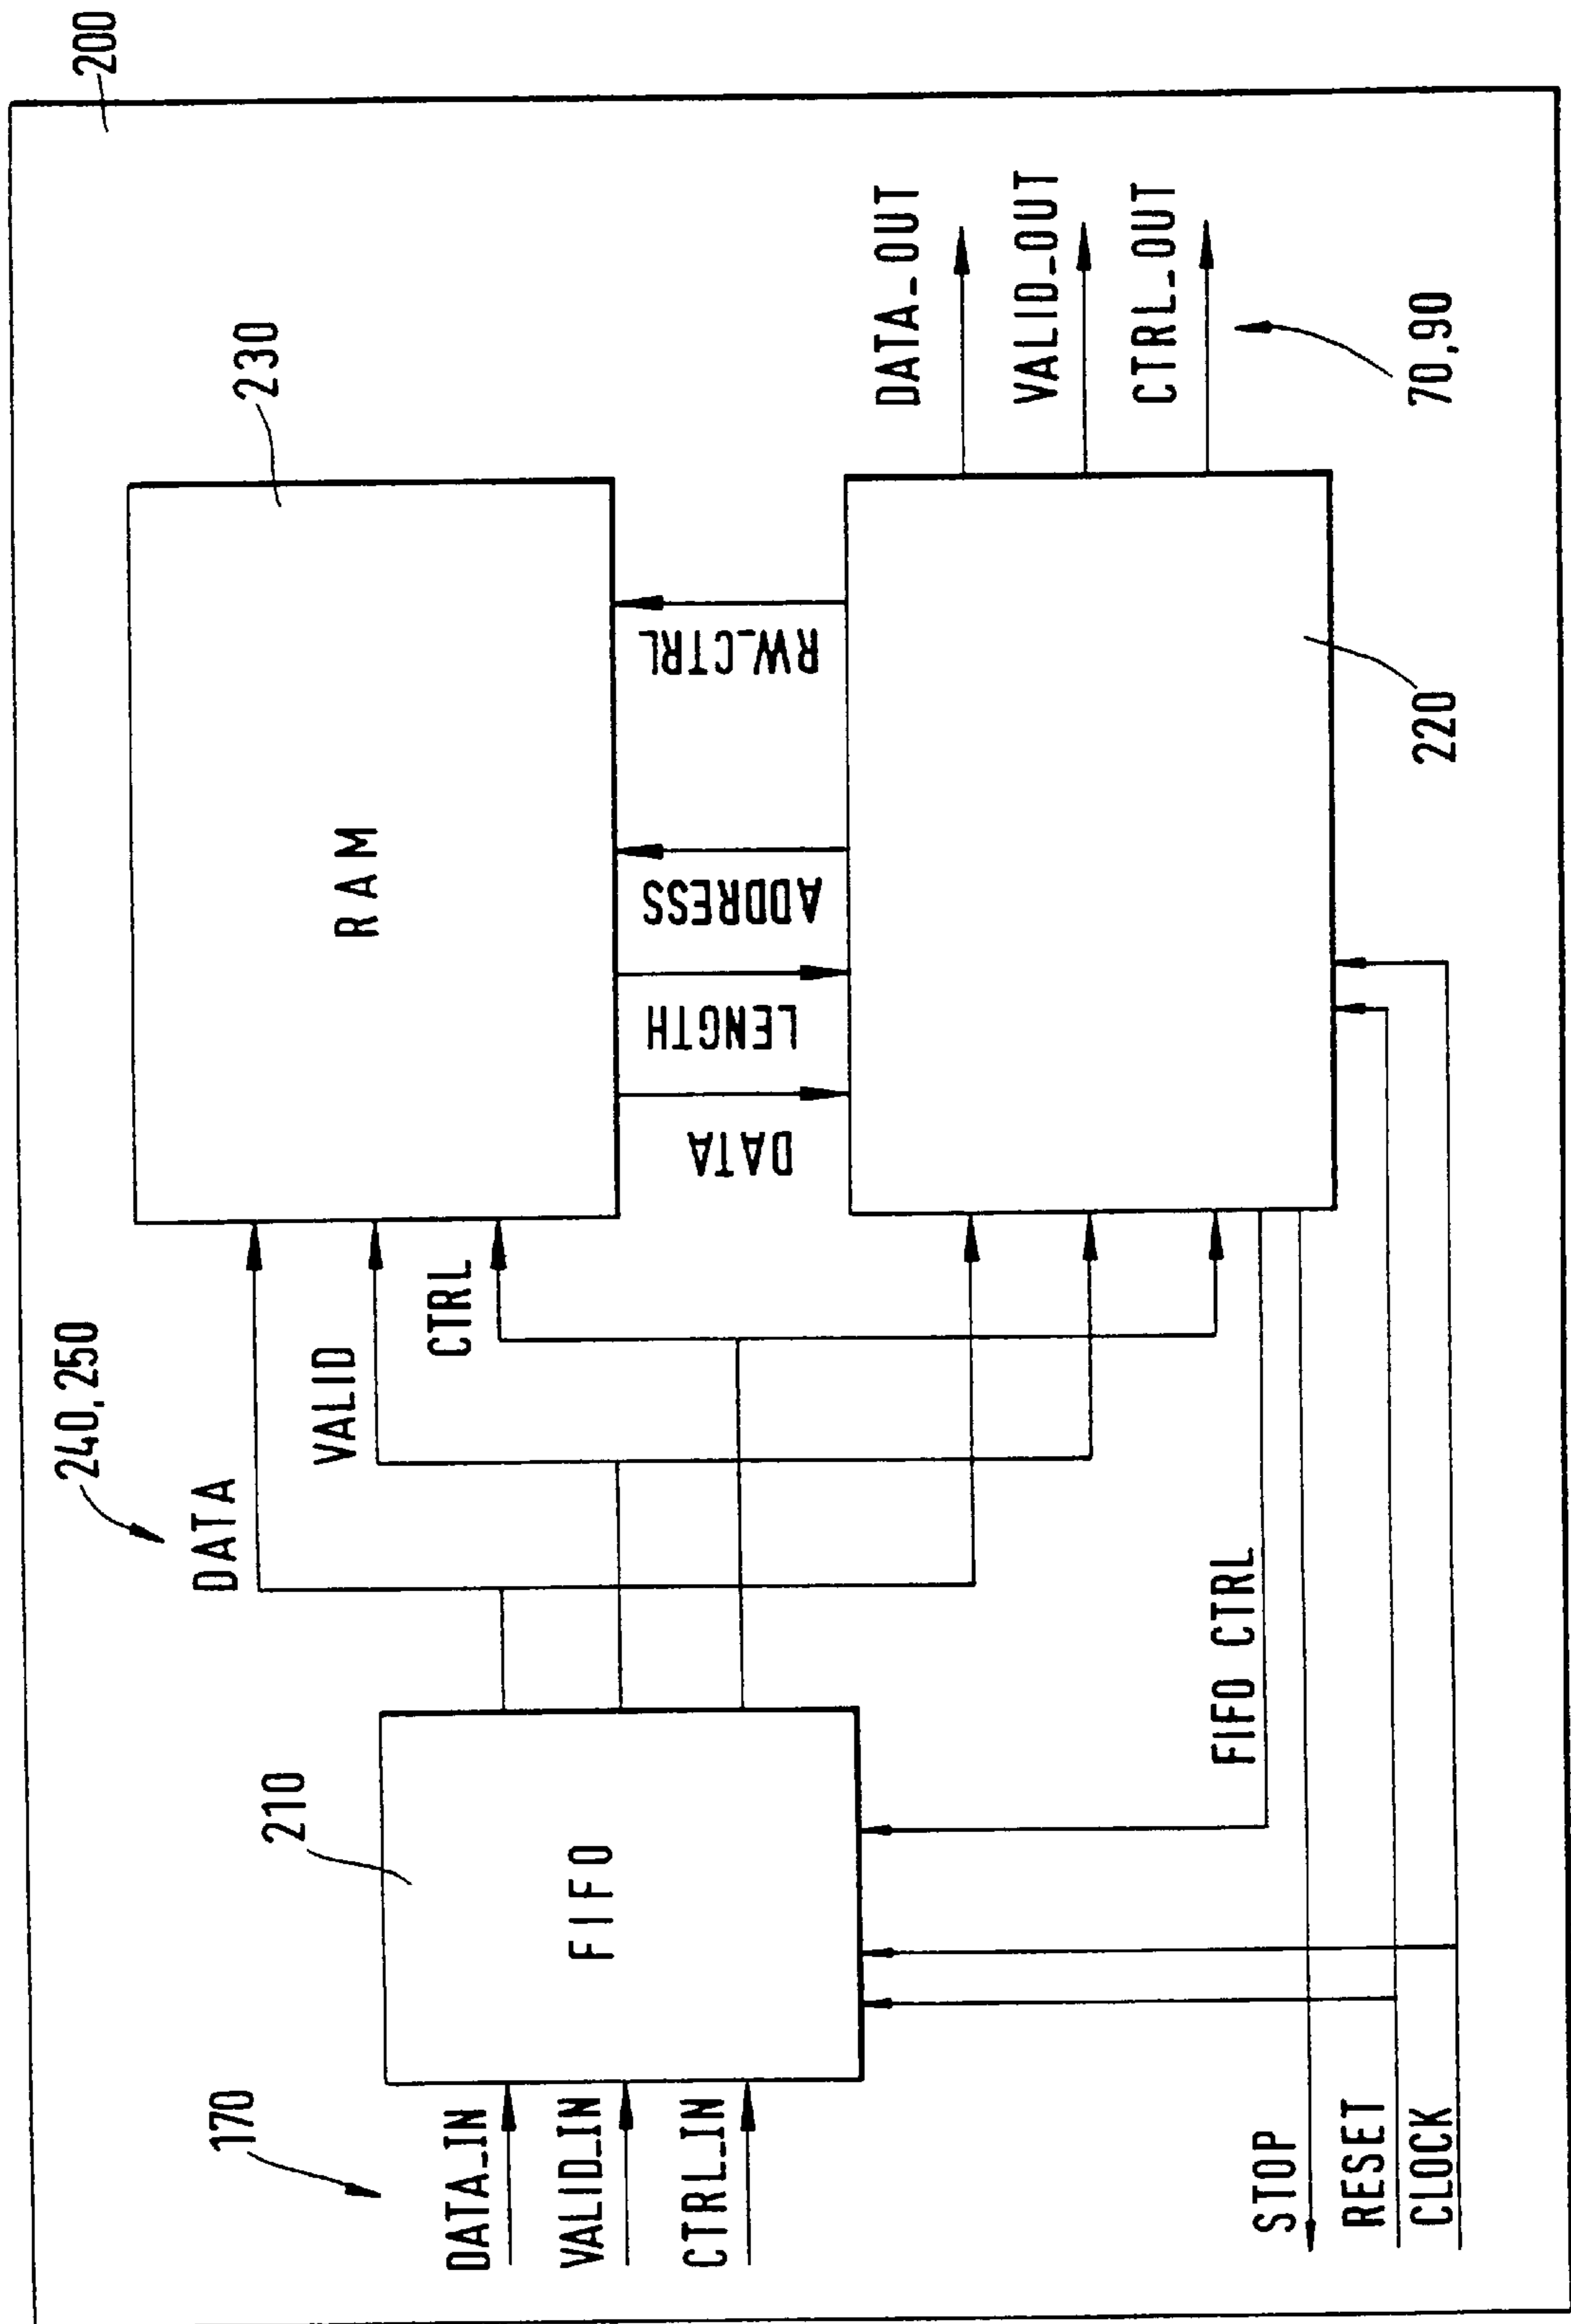 200
230
RAM
240, 250
DATA
VALID
CTRL
DATA
LENGTH
ADDRESS
RW_CTRL
DATA_OUT
VALID_OUT
CTRL_OUT
70,90
220
170
210
FIFO
DATA_IN
VALID_IN
CTRL_IN
FIFO CTRL
STOP
RESET
CLOCK